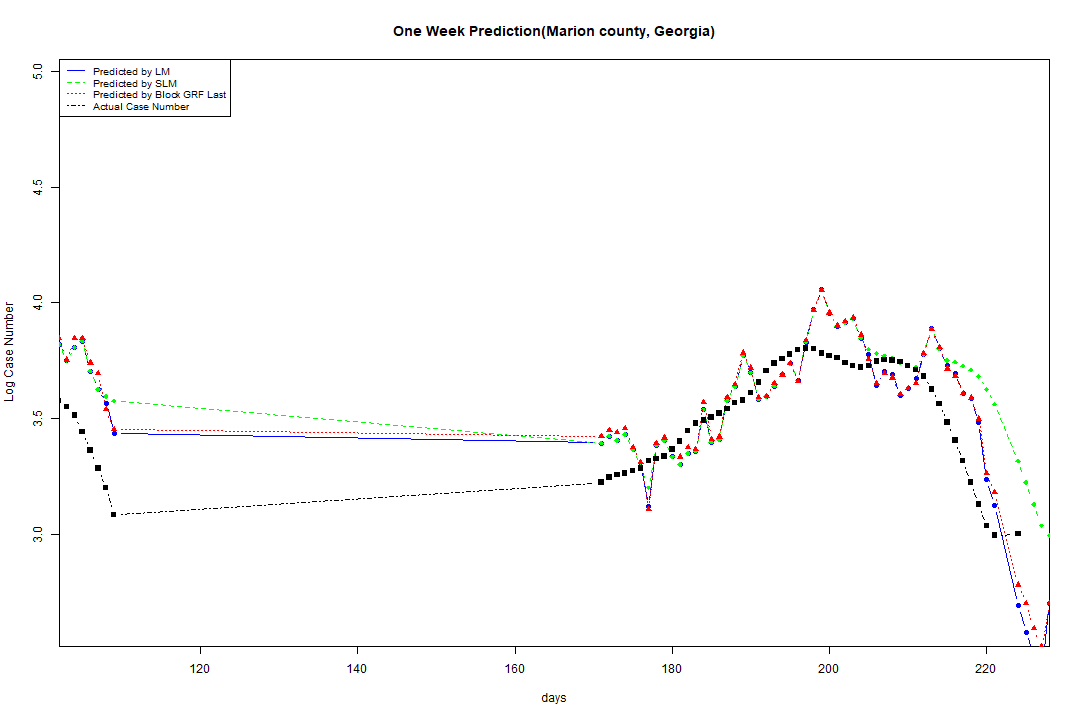 One Week Prediction(Marion county, Georgia)
Predicted by LM
Predicted by SLM
Predicted by Block GRF Last
Actual Case Number
5.0
4.5
4.0
3.5
3.0
Log Case Number
120 140 160 180 200 220
days